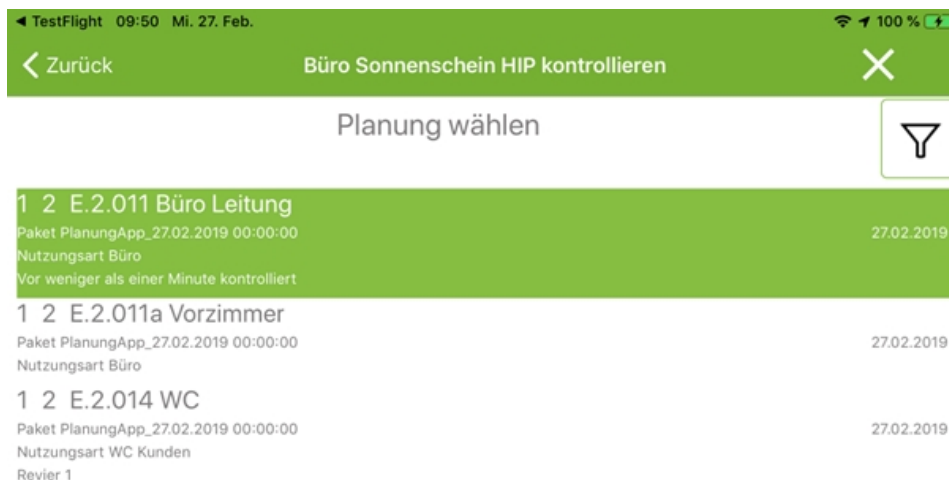 ◀ TestFlight 09:50 Mi. 27. Feb. 100 %
Zurück Büro Sonnenschein HIP kontrollieren
Planung wählen
1 2 E.2.011 Büro Leitung
Paket PlanungApp_27.02.2019 00:00:00 27.02.2019
Nutzungsart Büro
Vor weniger als einer Minute kontrolliert
1 2 E.2.011a Vorzimmer
Paket PlanungApp_27.02.2019 00:00:00 27.02.2019
Nutzungsart Büro
1 2 E.2.014 WC
Paket PlanungApp_27.02.2019 00:00:00 27.02.2019
Nutzungsart WC Kunden
Revier 1